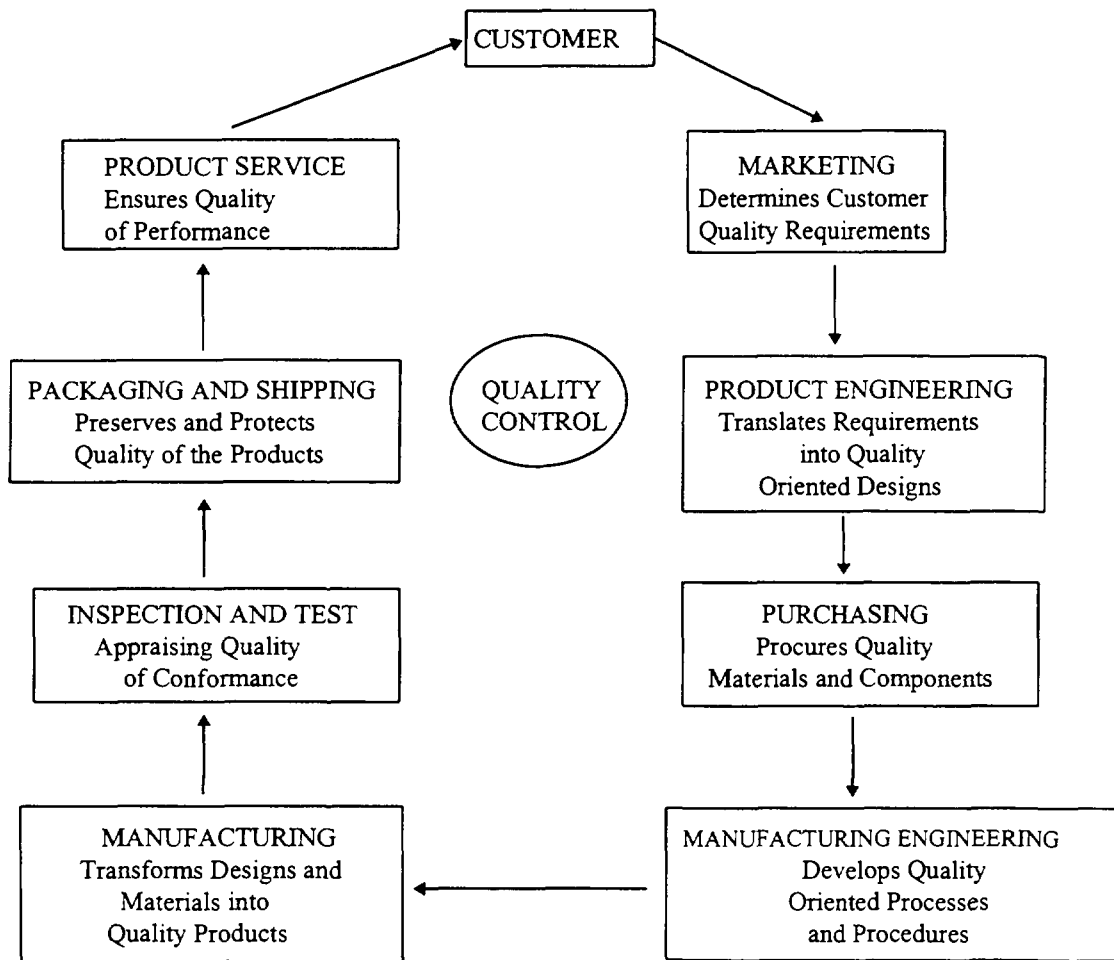 CUSTOMER
MARKETING
Determines Customer
Quality Requirements
PRODUCT ENGINEERING
Translates Requirements
into Quality
Oriented Designs
PURCHASING
Procures Quality
Materials and Components
MANUFACTURING ENGINEERING
Develops Quality
Oriented Processes
and Procedures
MANUFACTURING
Transforms Designs and
Materials into
Quality Products
INSPECTION AND TEST
Appraising Quality
of Conformance
PACKAGING AND SHIPPING
Preserves and Protects
Quality of the Products
PRODUCT SERVICE
Ensures Quality
of Performance
QUALITY
CONTROL